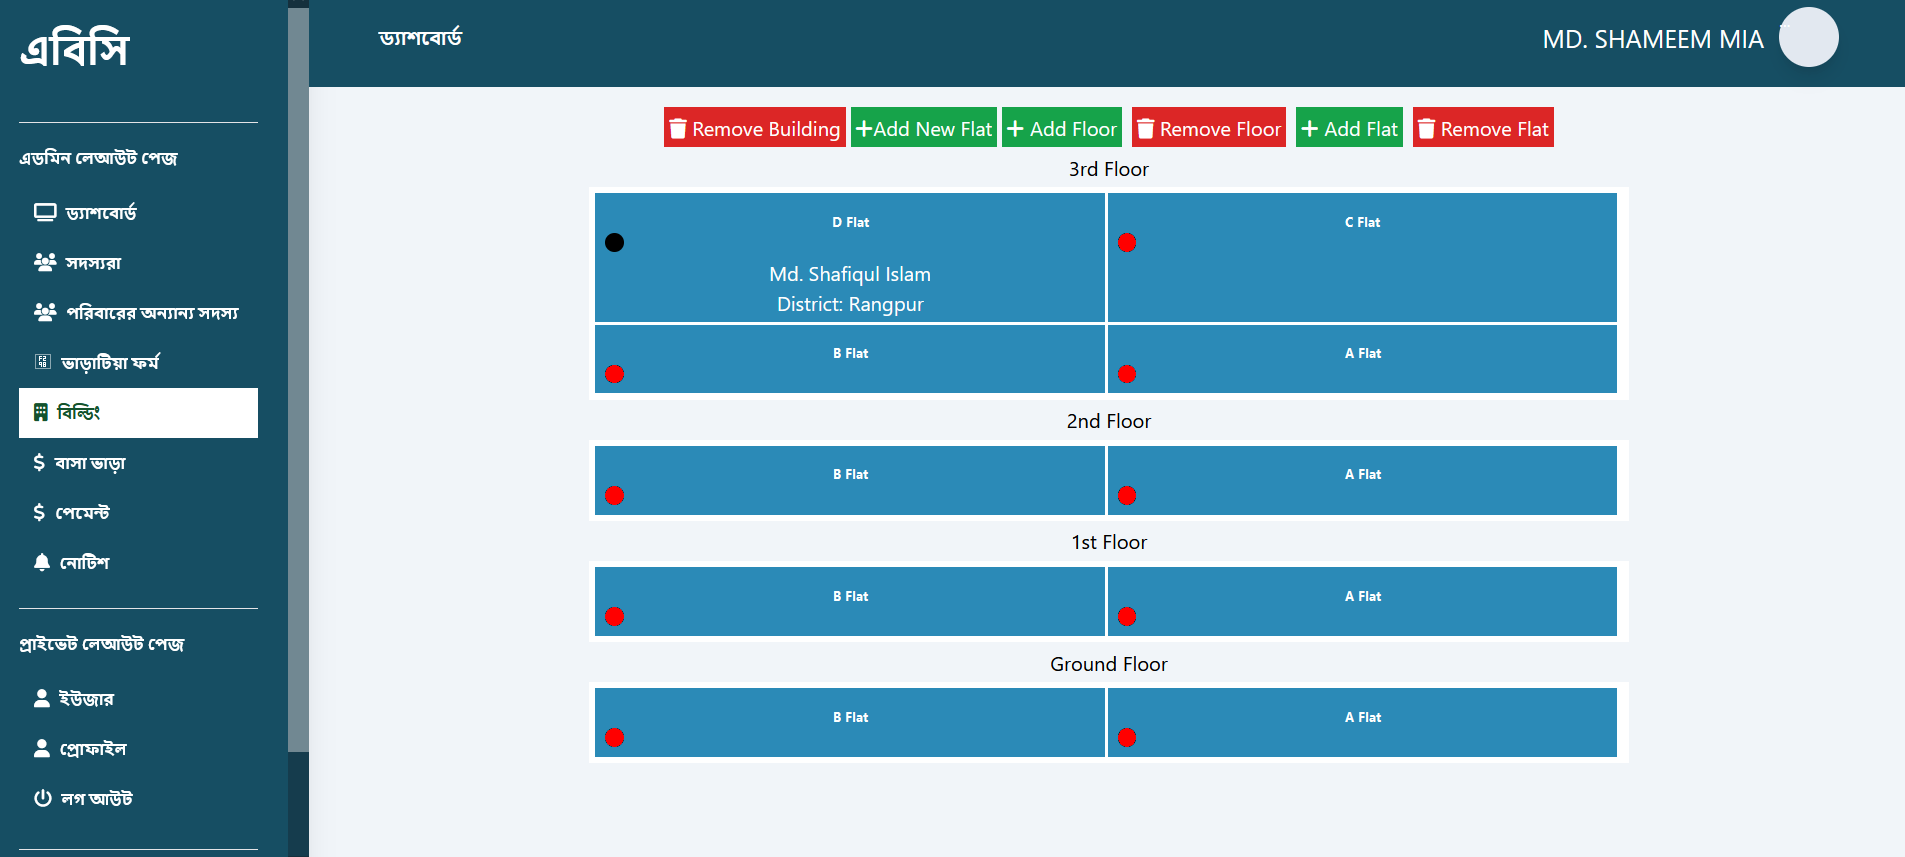 এবিসি
এডমিন লেআউট পেজ
ড্যাশবোর্ড
সদস্যরা
পরিবারের অন্যান্য সদস্য
ভাড়াটিয়া ফর্ম
বিল্ডিং
$ বাসা ভাড়া
$ পেমেন্ট
নোটিশ
প্রাইভেট লেআউট পেজ
ইউজার
প্রোফাইল
লগ আউট
ড্যাশবোর্ড
MD. SHAMEEM MIA
Remove Building +Add New Flat + Add Floor Remove Floor + Add Flat Remove Flat
3rd Floor
D Flat C Flat
Md. Shafiqul Islam
District: Rangpur
B Flat A Flat
2nd Floor
B Flat A Flat
1st Floor
B Flat A Flat
Ground Floor
B Flat A Flat